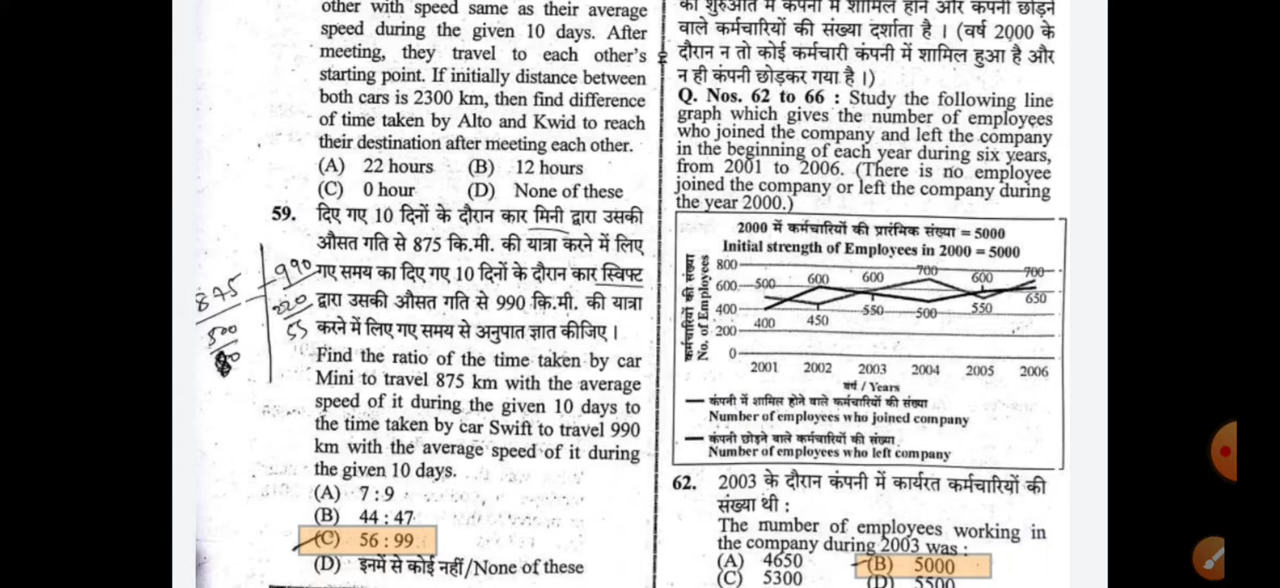 other with speed same as their average
speed during the given 10 days. After
meeting, they travel to each other's
starting point. If initially distance between
both cars is 2300 km, then find difference
of time taken by Alto and Kwid to reach
their destination after meeting each other.
(A) 22 hours (B) 12 hours
(C) 0 hour (D) None of these
59. दिए गए 10 दिनों के दौरान कार मिनी द्वारा उसकी
औसत गति से 875 कि.मी. की यात्रा करने में लिए
गए समय का दिए गए 10 दिनों के दौरान कार स्विफ्ट
द्वारा उसकी औसत गति से 990 कि.मी. की यात्रा
करने में लिए गए समय से अनुपात ज्ञात कीजिए ।
875
500
990
220
55
Find the ratio of the time taken by car
Mini to travel 875 km with the average
speed of it during the given 10 days to
the time taken by car Swift to travel 990
km with the average speed of it during
the given 10 days.
(A) 7 : 9
(B) 44 : 47
(C) 56 : 99
(D) इनमें से कोई नहीं/None of these
की शुरुआत में कंपनी में शामिल होने और कंपनी छोड़ने
वाले कर्मचारियों की संख्या दर्शाता है । (वर्ष 2000 के
दौरान न तो कोई कर्मचारी कंपनी में शामिल हुआ है और
न ही कंपनी छोड़कर गया है ।)
Q. Nos. 62 to 66 : Study the following line
graph which gives the number of employees
who joined the company and left the company
in the beginning of each year during six years,
from 2001 to 2006. (There is no employee
joined the company or left the company during
the year 2000.)
2000 में कर्मचारियों की प्रारंभिक संख्या = 5000
Initial strength of Employees in 2000 = 5000
कर्मचारियों की संख्या
No. of Employees
800
600
400
200
0
500 600 600 700 600 700
400 450 550 500 550 650
2001 2002 2003 2004 2005 2006
वर्ष / Years
कंपनी में शामिल होने वाले कर्मचारियों की संख्या
Number of employees who joined company
कंपनी छोड़ने वाले कर्मचारियों की संख्या
Number of employees who left company
62. 2003 के दौरान कंपनी में कार्यरत कर्मचारियों की
संख्या थी :
The number of employees working in
the company during 2003 was :
(A) 4650 (B) 5000
(C) 5300 (D) 5500